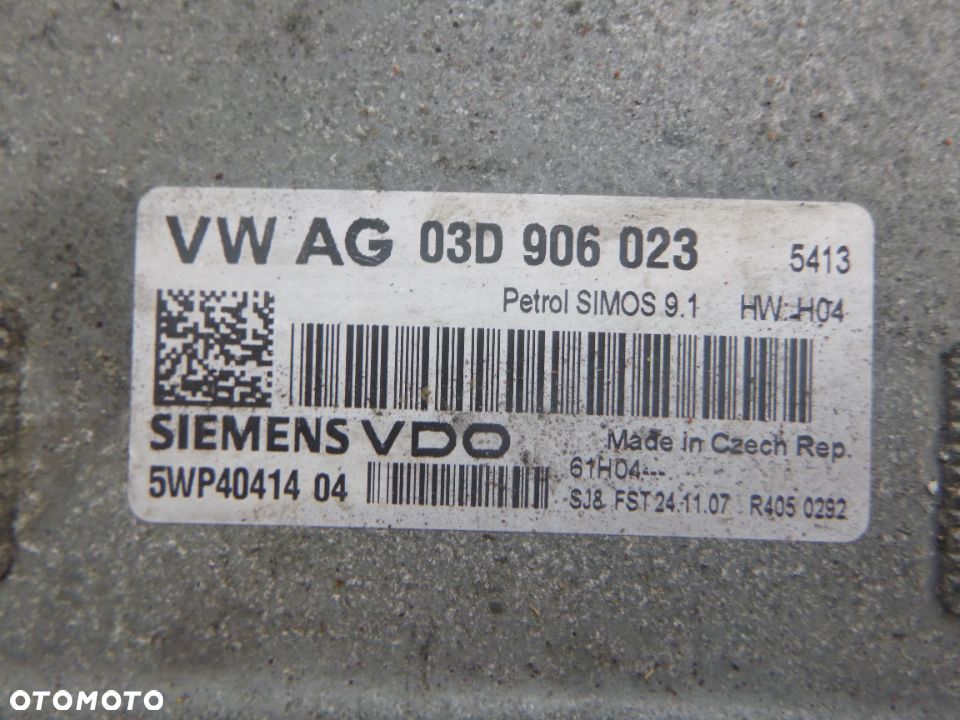 VW AG 03D 906 023 5413
Petrol SIMOS 9.1 HW: H04
SIEMENS VDO Made in Czech Rep.
5WP40414 04 61H04---
SJ& FST 24.11.07 R405 0292
OTOMOTO